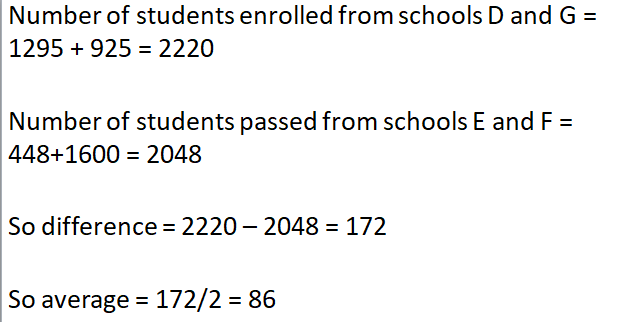 Number of students enrolled from schools D and G =
1295 + 925 = 2220
Number of students passed from schools E and F =
448+1600 = 2048
So difference = 2220 – 2048 = 172
So average = 172/2 = 86